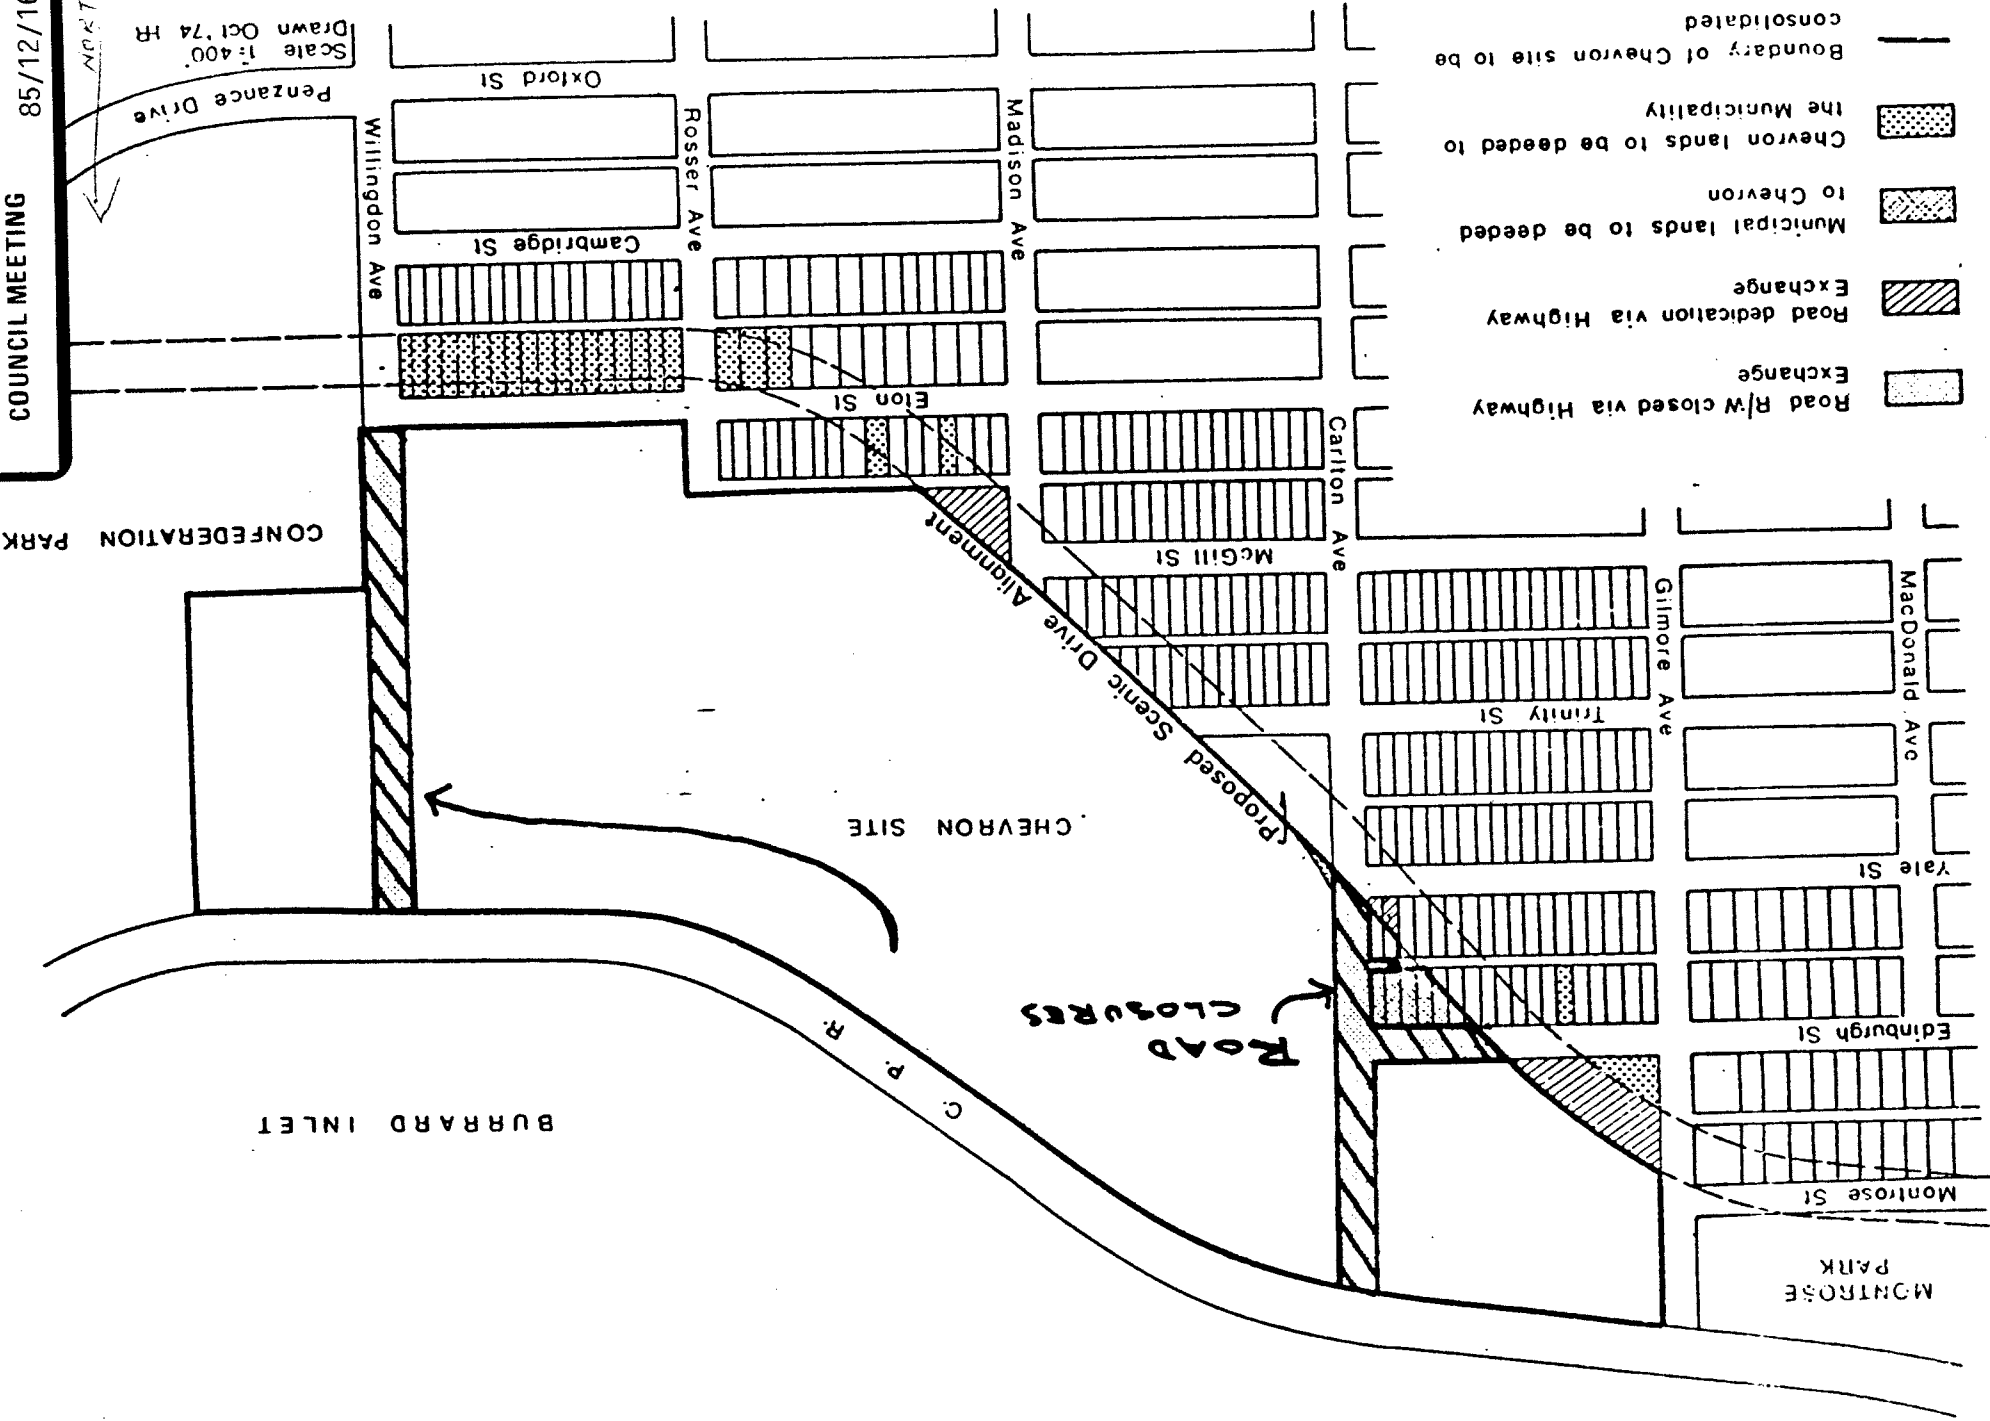 COUNCIL MEETING 85/12/16
MONTROSE
PARK
Montrose St
BURRARD INLET
C. P. R.
ROAD
CLOSURES
Edinburgh St
Yale St
CHEVRON SITE
(Proposed Scenic Drive Alignment
Trinity St
MacDonald Ave
Gilmore Ave
McGill St
Carlton Ave
CONFEDERATION PARK
Eton St
Cambridge St
Madison Ave
Rosser Ave
Willingdon Ave
Oxford St
Penzance Drive
Scale 1:400'
Drawn Oct '74 HR
Road R/W closed via Highway
Exchange
Road dedication via Highway
Exchange
Municipal lands to be deeded
to Chevron
Chevron lands to be deeded to
the Municipality
Boundary of Chevron site to be
consolidated